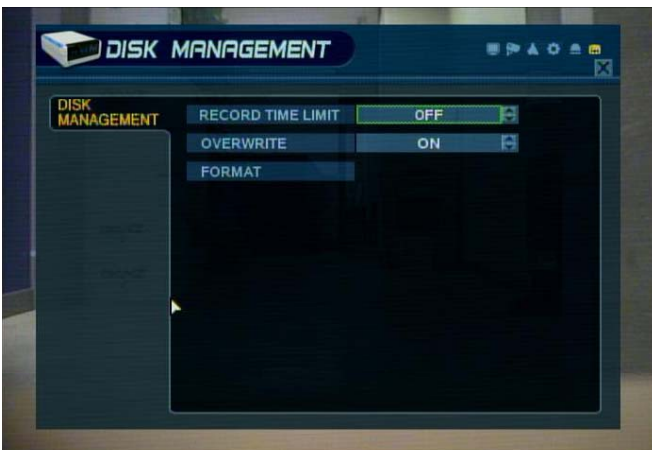 DISK MANAGEMENT
DISK
MANAGEMENT
RECORD TIME LIMIT OFF
OVERWRITE ON
FORMAT